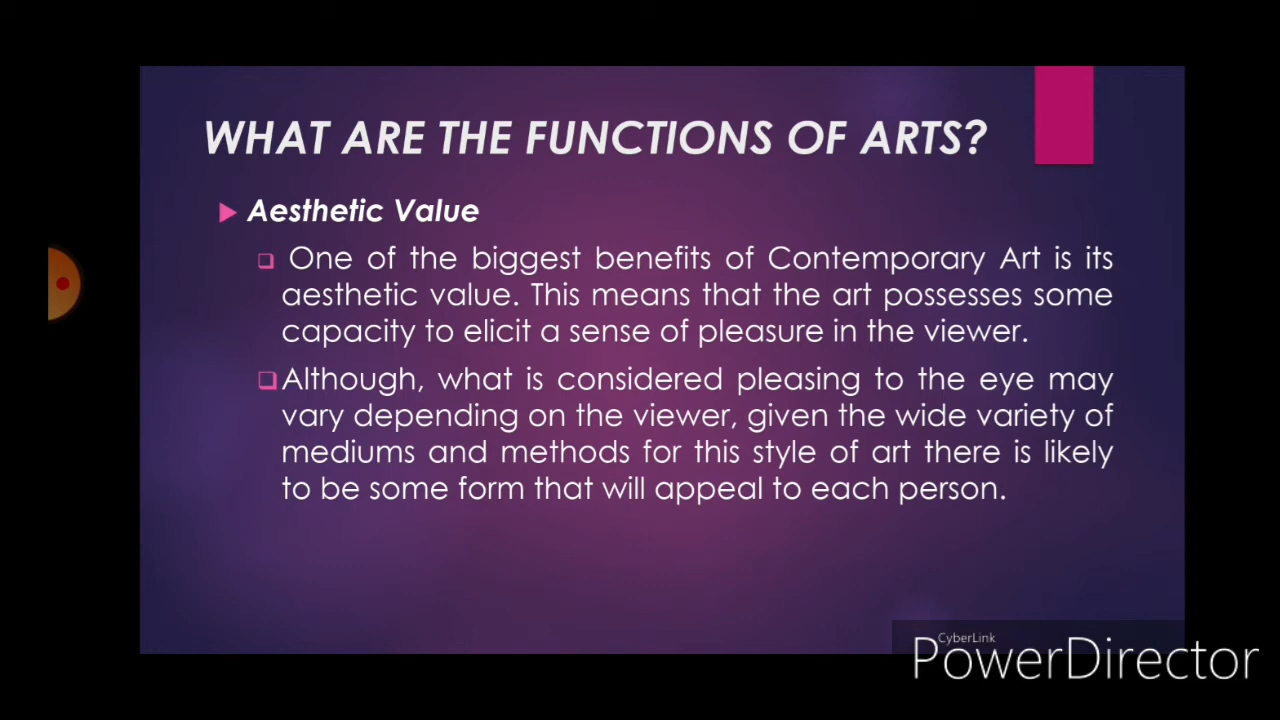 WHAT ARE THE FUNCTIONS OF ARTS?
Aesthetic Value
One of the biggest benefits of Contemporary Art is its
aesthetic value. This means that the art possesses some
capacity to elicit a sense of pleasure in the viewer.
Although, what is considered pleasing to the eye may
vary depending on the viewer, given the wide variety of
mediums and methods for this style of art there is likely
to be some form that will appeal to each person.
CyberLink
PowerDirector